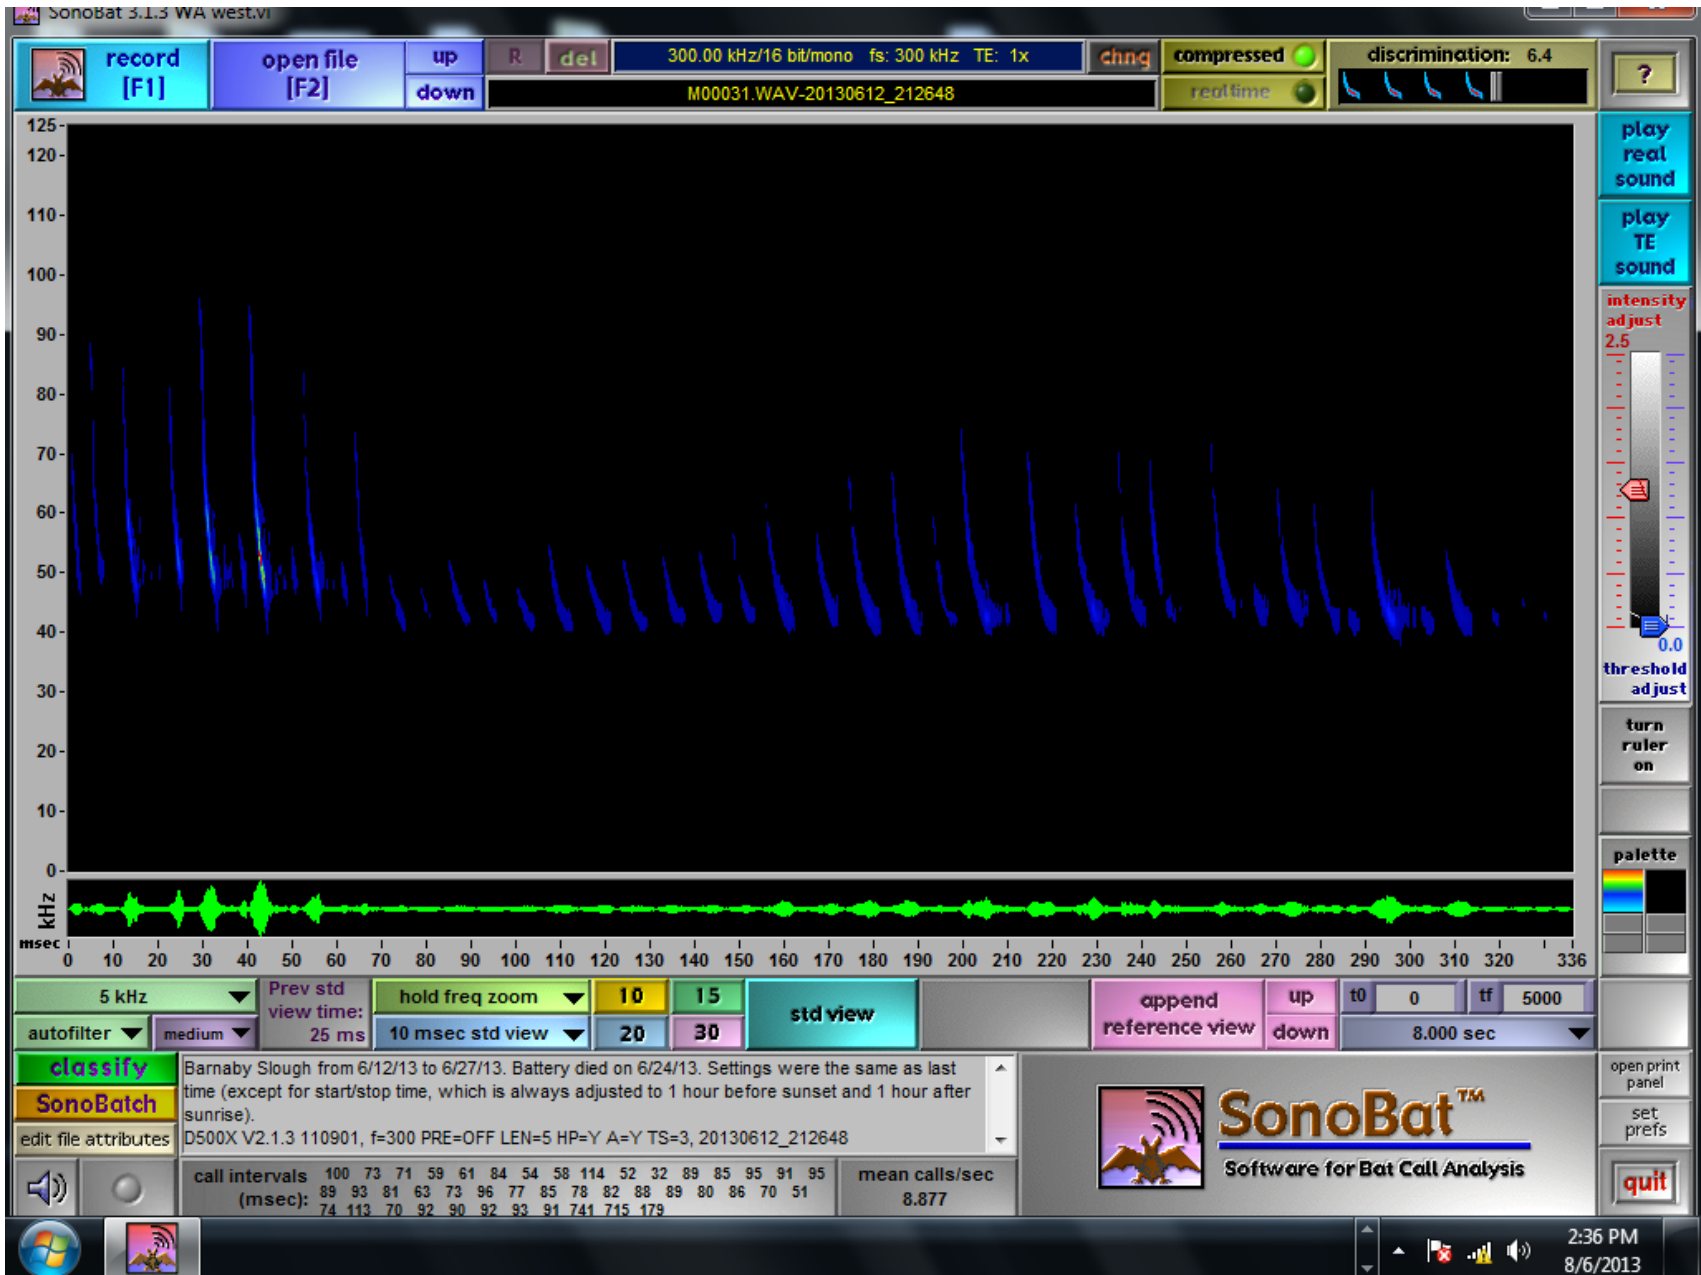 SonoBat 3.1.3 WA west.vi
record
[F1]
open file
[F2]
up
down
R
del
300.00 kHz/16 bit/mono fs: 300 kHz TE: 1x
M00031.WAV-20130612_212648
chng
compressed
realtime
discrimination: 6.4
?
125
120
110
100
90
80
70
60
50
40
30
20
10
0
kHz
msec
0 10 20 30 40 50 60 70 80 90 100 110 120 130 140 150 160 170 180 190 200 210 220 230 240 250 260 270 280 290 300 310 320 336
play
real
sound
play
TE
sound
intensity
adjust
2.5
0.0
threshold
adjust
turn
ruler
on
palette
5 kHz
autofilter
medium
Prev std
view time:
25 ms
hold freq zoom
10 msec std view
10
15
20
30
std view
append
reference view
up
down
t0 0
tf 5000
8.000 sec
classify
SonoBatch
edit file attributes
Barnaby Slough from 6/12/13 to 6/27/13. Battery died on 6/24/13. Settings were the same as last
time (except for start/stop time, which is always adjusted to 1 hour before sunset and 1 hour after
sunrise).
D500X V2.1.3 110901, f=300 PRE=OFF LEN=5 HP=Y A=Y TS=3, 20130612_212648
SonoBat™
Software for Bat Call Analysis
open print
panel
set
prefs
quit
call intervals
(msec):
100 73 71 59 61 84 54 58 114 52 32 89 85 95 91 95
89 93 81 63 73 96 77 85 78 82 88 89 80 86 70 51
74 113 70 92 90 92 93 91 741 715 179
mean calls/sec
8.877
2:36 PM
8/6/2013